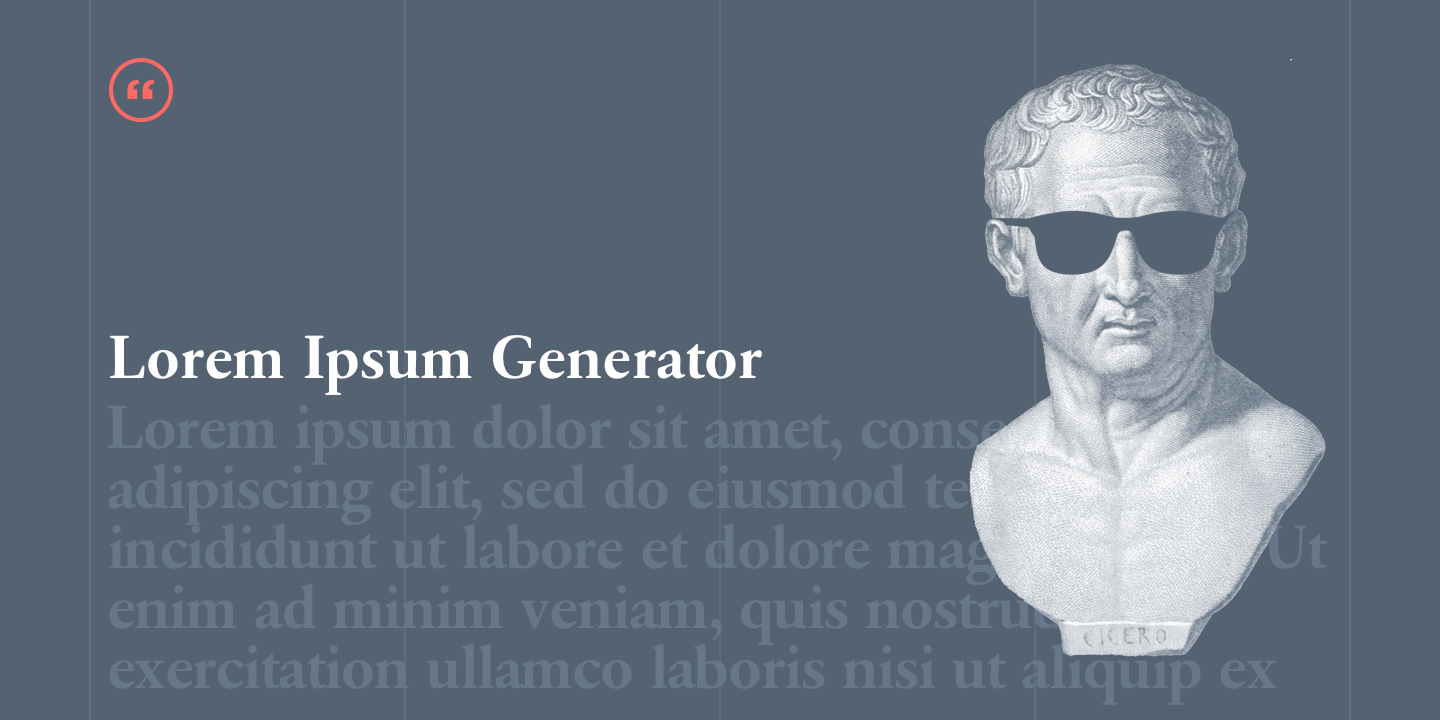 “
Lorem Ipsum Generator
Lorem ipsum dolor sit amet, conse
adipiscing elit, sed do eiusmod te
incididunt ut labore et dolore mag Ut
enim ad minim veniam, quis nostru
exercitation ullamco laboris nisi ut aliquip ex
CICERO